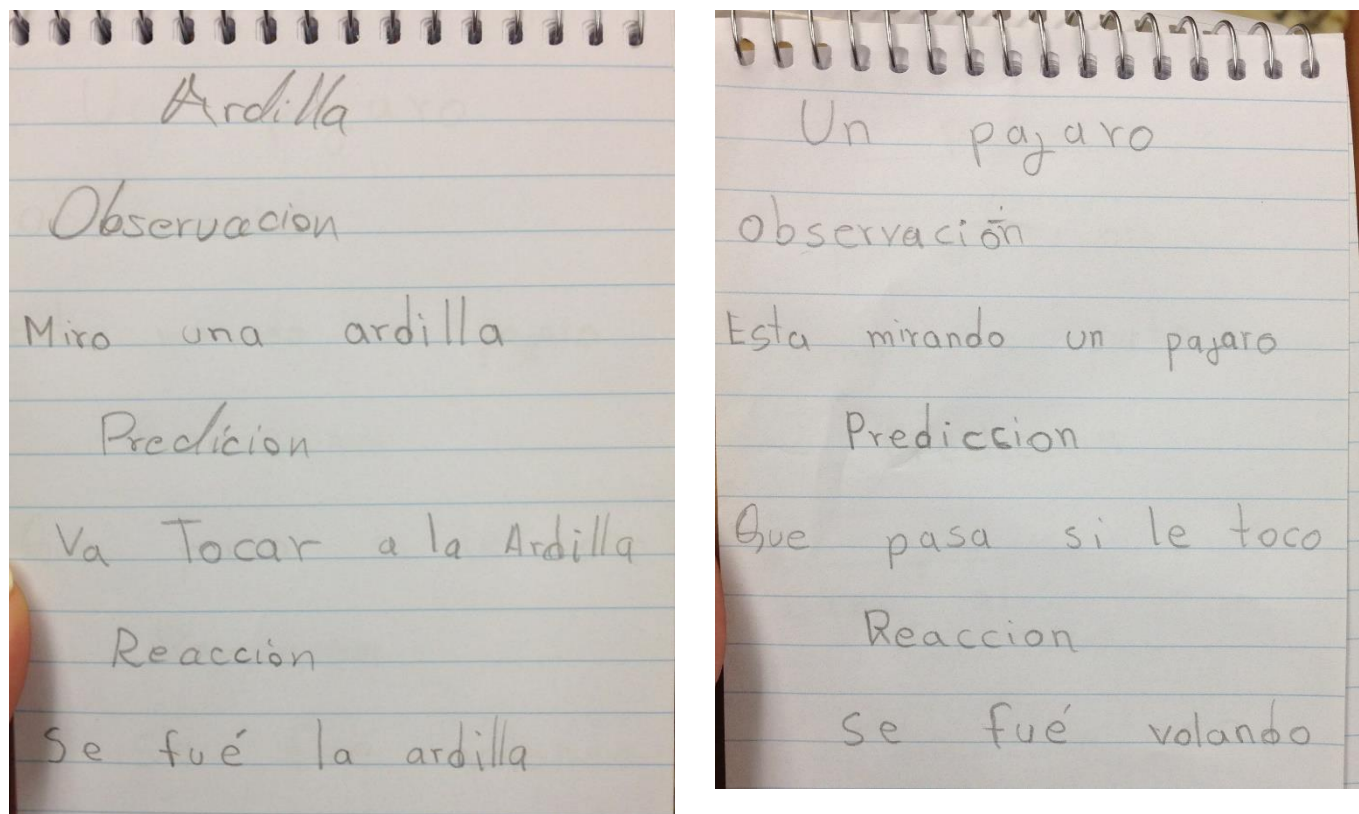 Ardilla
Observacion
Miro una ardilla
Predicion
Va Tocar a la Ardilla
Reacción
Se fué la ardilla
Un pajaro
Observación
Esta mirando un pajaro
Prediccion
Que pasa si le toco
Reaccion
Se fué volando